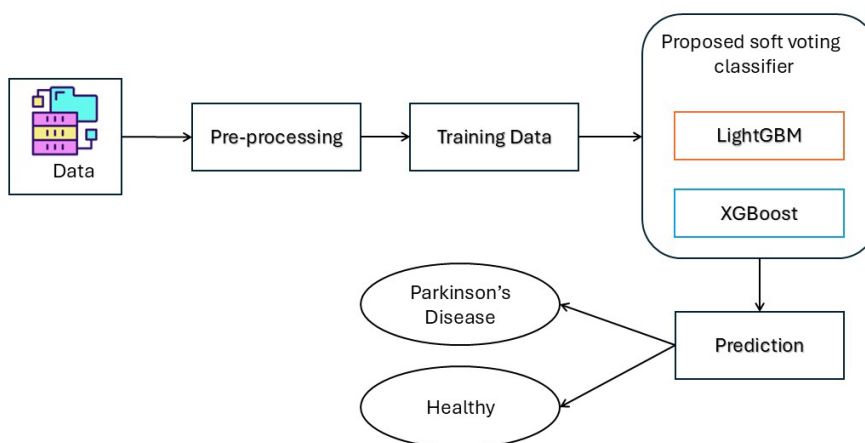 Proposed soft voting
classifier
Data
Pre-processing
Training Data
LightGBM
XGBoost
Parkinson’s
Disease
Prediction
Healthy